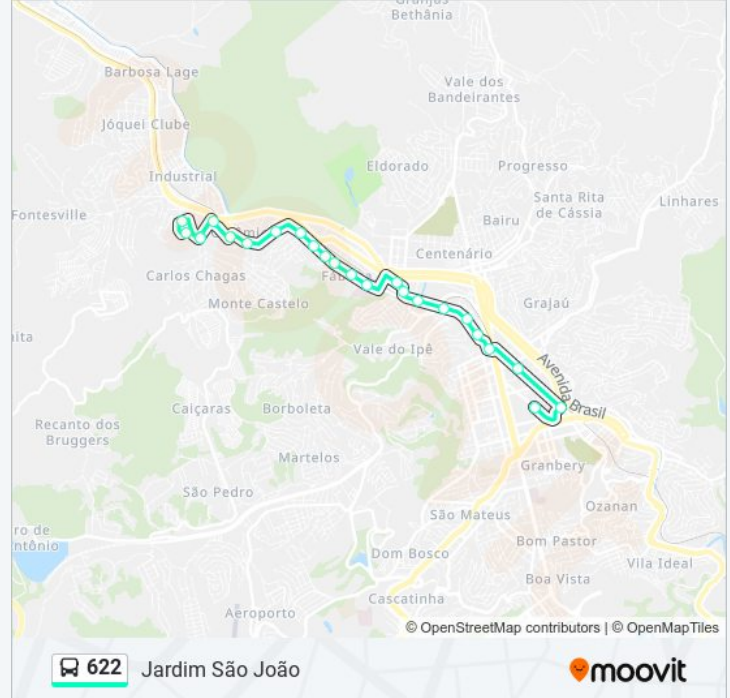 Granjas
Bethânia
Barbosa Lage
Vale dos
Bandeirantes
Jóquei Clube
Eldorado
Progresso
Industrial
Santa Rita
de Cássia
Linhares
Fontesville
Bairu
Centenário
Carlos Chagas
Monte Castelo
Grajaú
Vale do Ipê
Avenida Brasil
Caiçaras
Borboleta
Recanto dos
Bruggers
Martelos
Granbery
São Pedro
Ozanan
São Mateus
Bom Pastor
Dom Bosco
Vila Ideal
Boa Vista
Cascatinha
Aeroporto
© OpenStreetMap contributors | © OpenMapTiles
622 Jardim São João
moovit